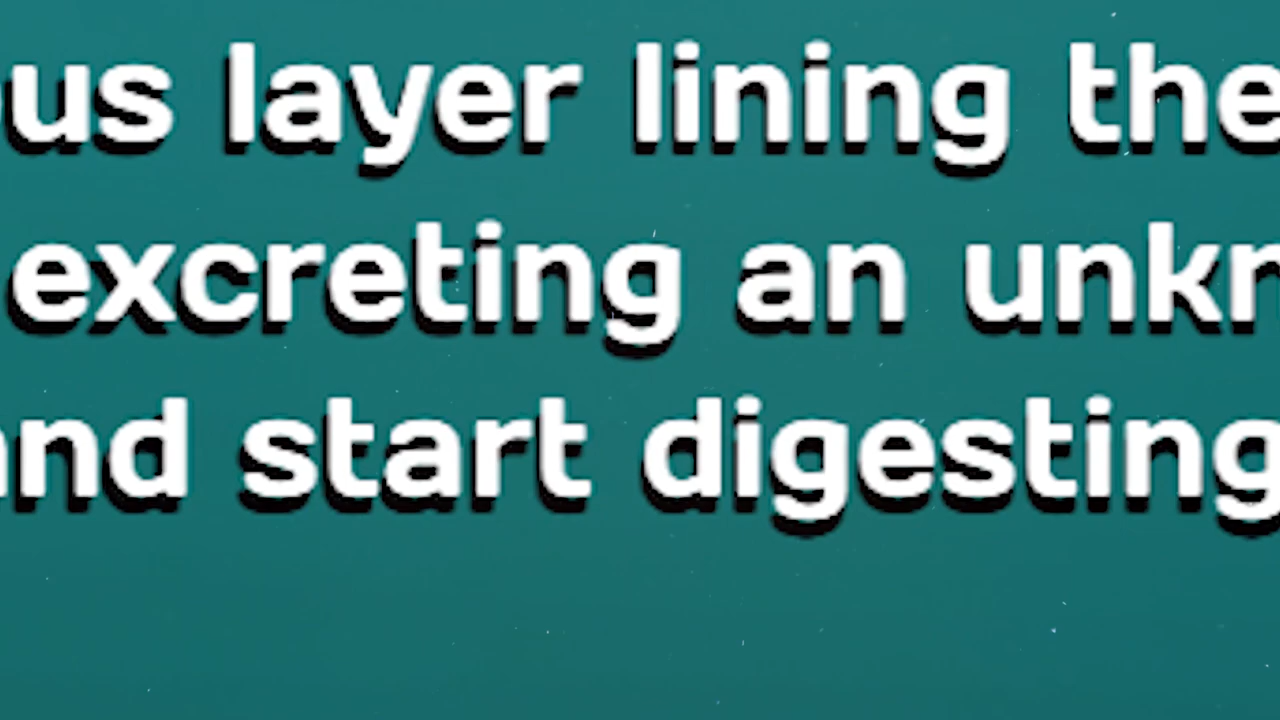 us layer lining the
excreting an unkn
and start digesting